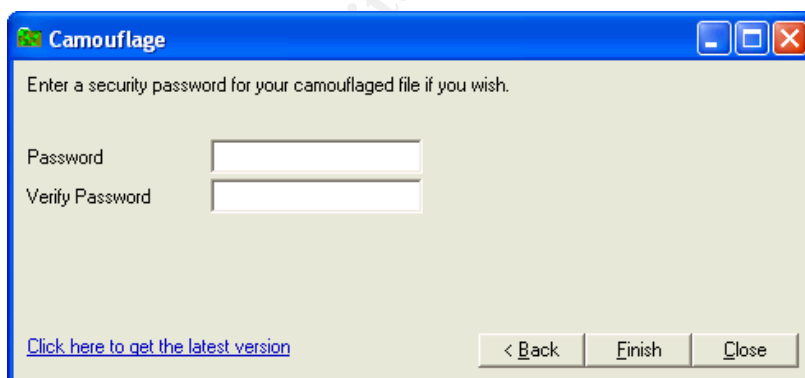 Camouflage
Enter a security password for your camouflaged file if you wish.
Password
Verify Password
Click here to get the latest version
< Back
Finish
Close